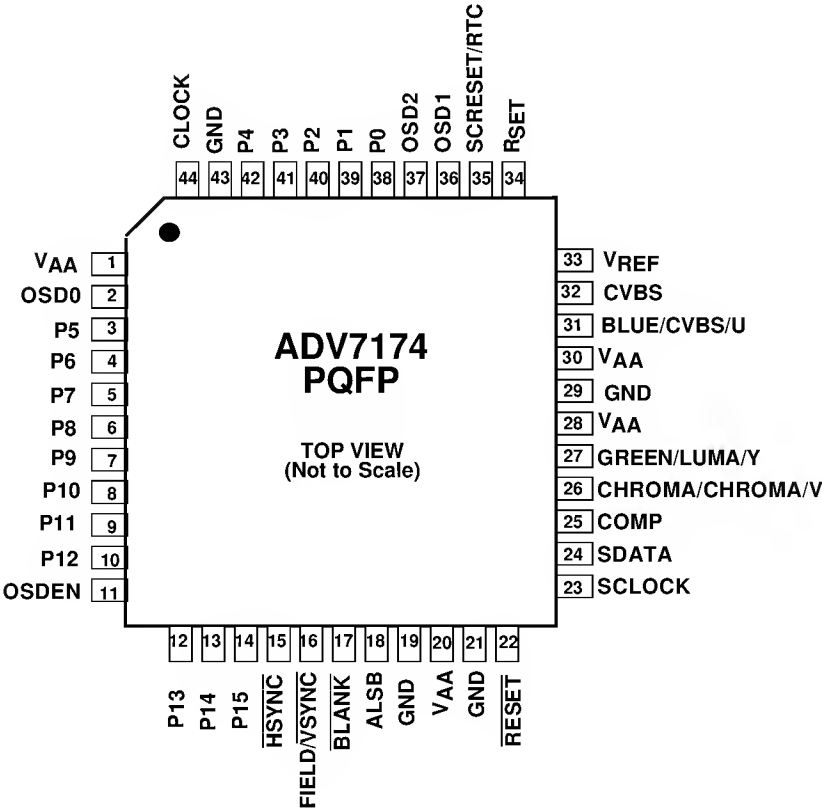 CLOCK
GND
P4
P3
P2
P1
P0
OSD2
OSD1
SCRESET/RTC
RSET
44
43
42
41
40
39
38
37
36
35
34
VAA 1
OSD0 2
P5 3
P6 4
P7 5
P8 6
P9 7
P10 8
P11 9
P12 10
OSDEN 11
ADV7174
PQFP
TOP VIEW
(Not to Scale)
33 VREF
32 CVBS
31 BLUE/CVBS/U
30 VAA
29 GND
28 VAA
27 GREEN/LUMA/Y
26 CHROMA/CHROMA/V
25 COMP
24 SDATA
23 SCLOCK
12
13
14
15
16
17
18
19
20
21
22
P13
P14
P15
HSYNC
FIELD/VSYNC
BLANK
ALSB
GND
VAA
GND
RESET